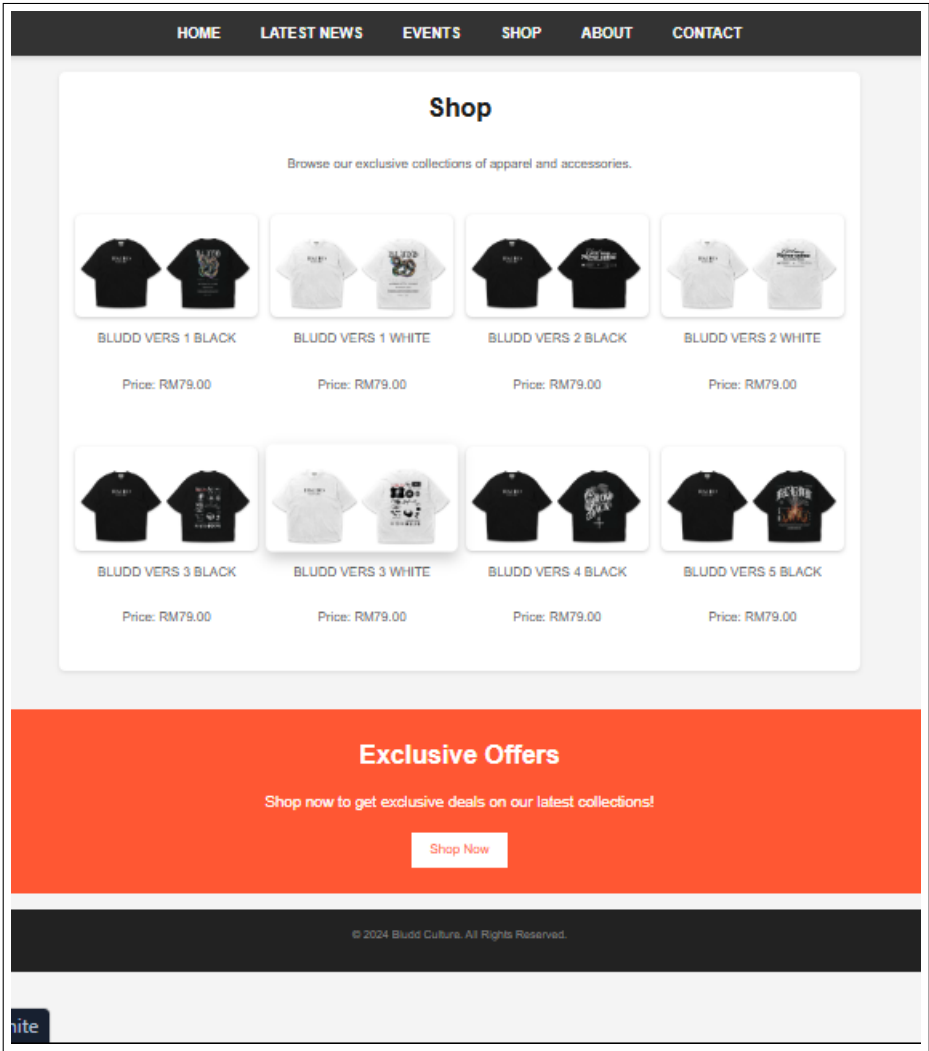 HOME LATEST NEWS EVENTS SHOP ABOUT CONTACT
Shop
Browse our exclusive collections of apparel and accessories.
BLUDD VERS 1 BLACK BLUDD VERS 1 WHITE BLUDD VERS 2 BLACK BLUDD VERS 2 WHITE
Price: RM79.00 Price: RM79.00 Price: RM79.00 Price: RM79.00
BLUDD VERS 3 BLACK BLUDD VERS 3 WHITE BLUDD VERS 4 BLACK BLUDD VERS 5 BLACK
Price: RM79.00 Price: RM79.00 Price: RM79.00 Price: RM79.00
Exclusive Offers
Shop now to get exclusive deals on our latest collections!
Shop Now
© 2024 Bludd Culture. All Rights Reserved.